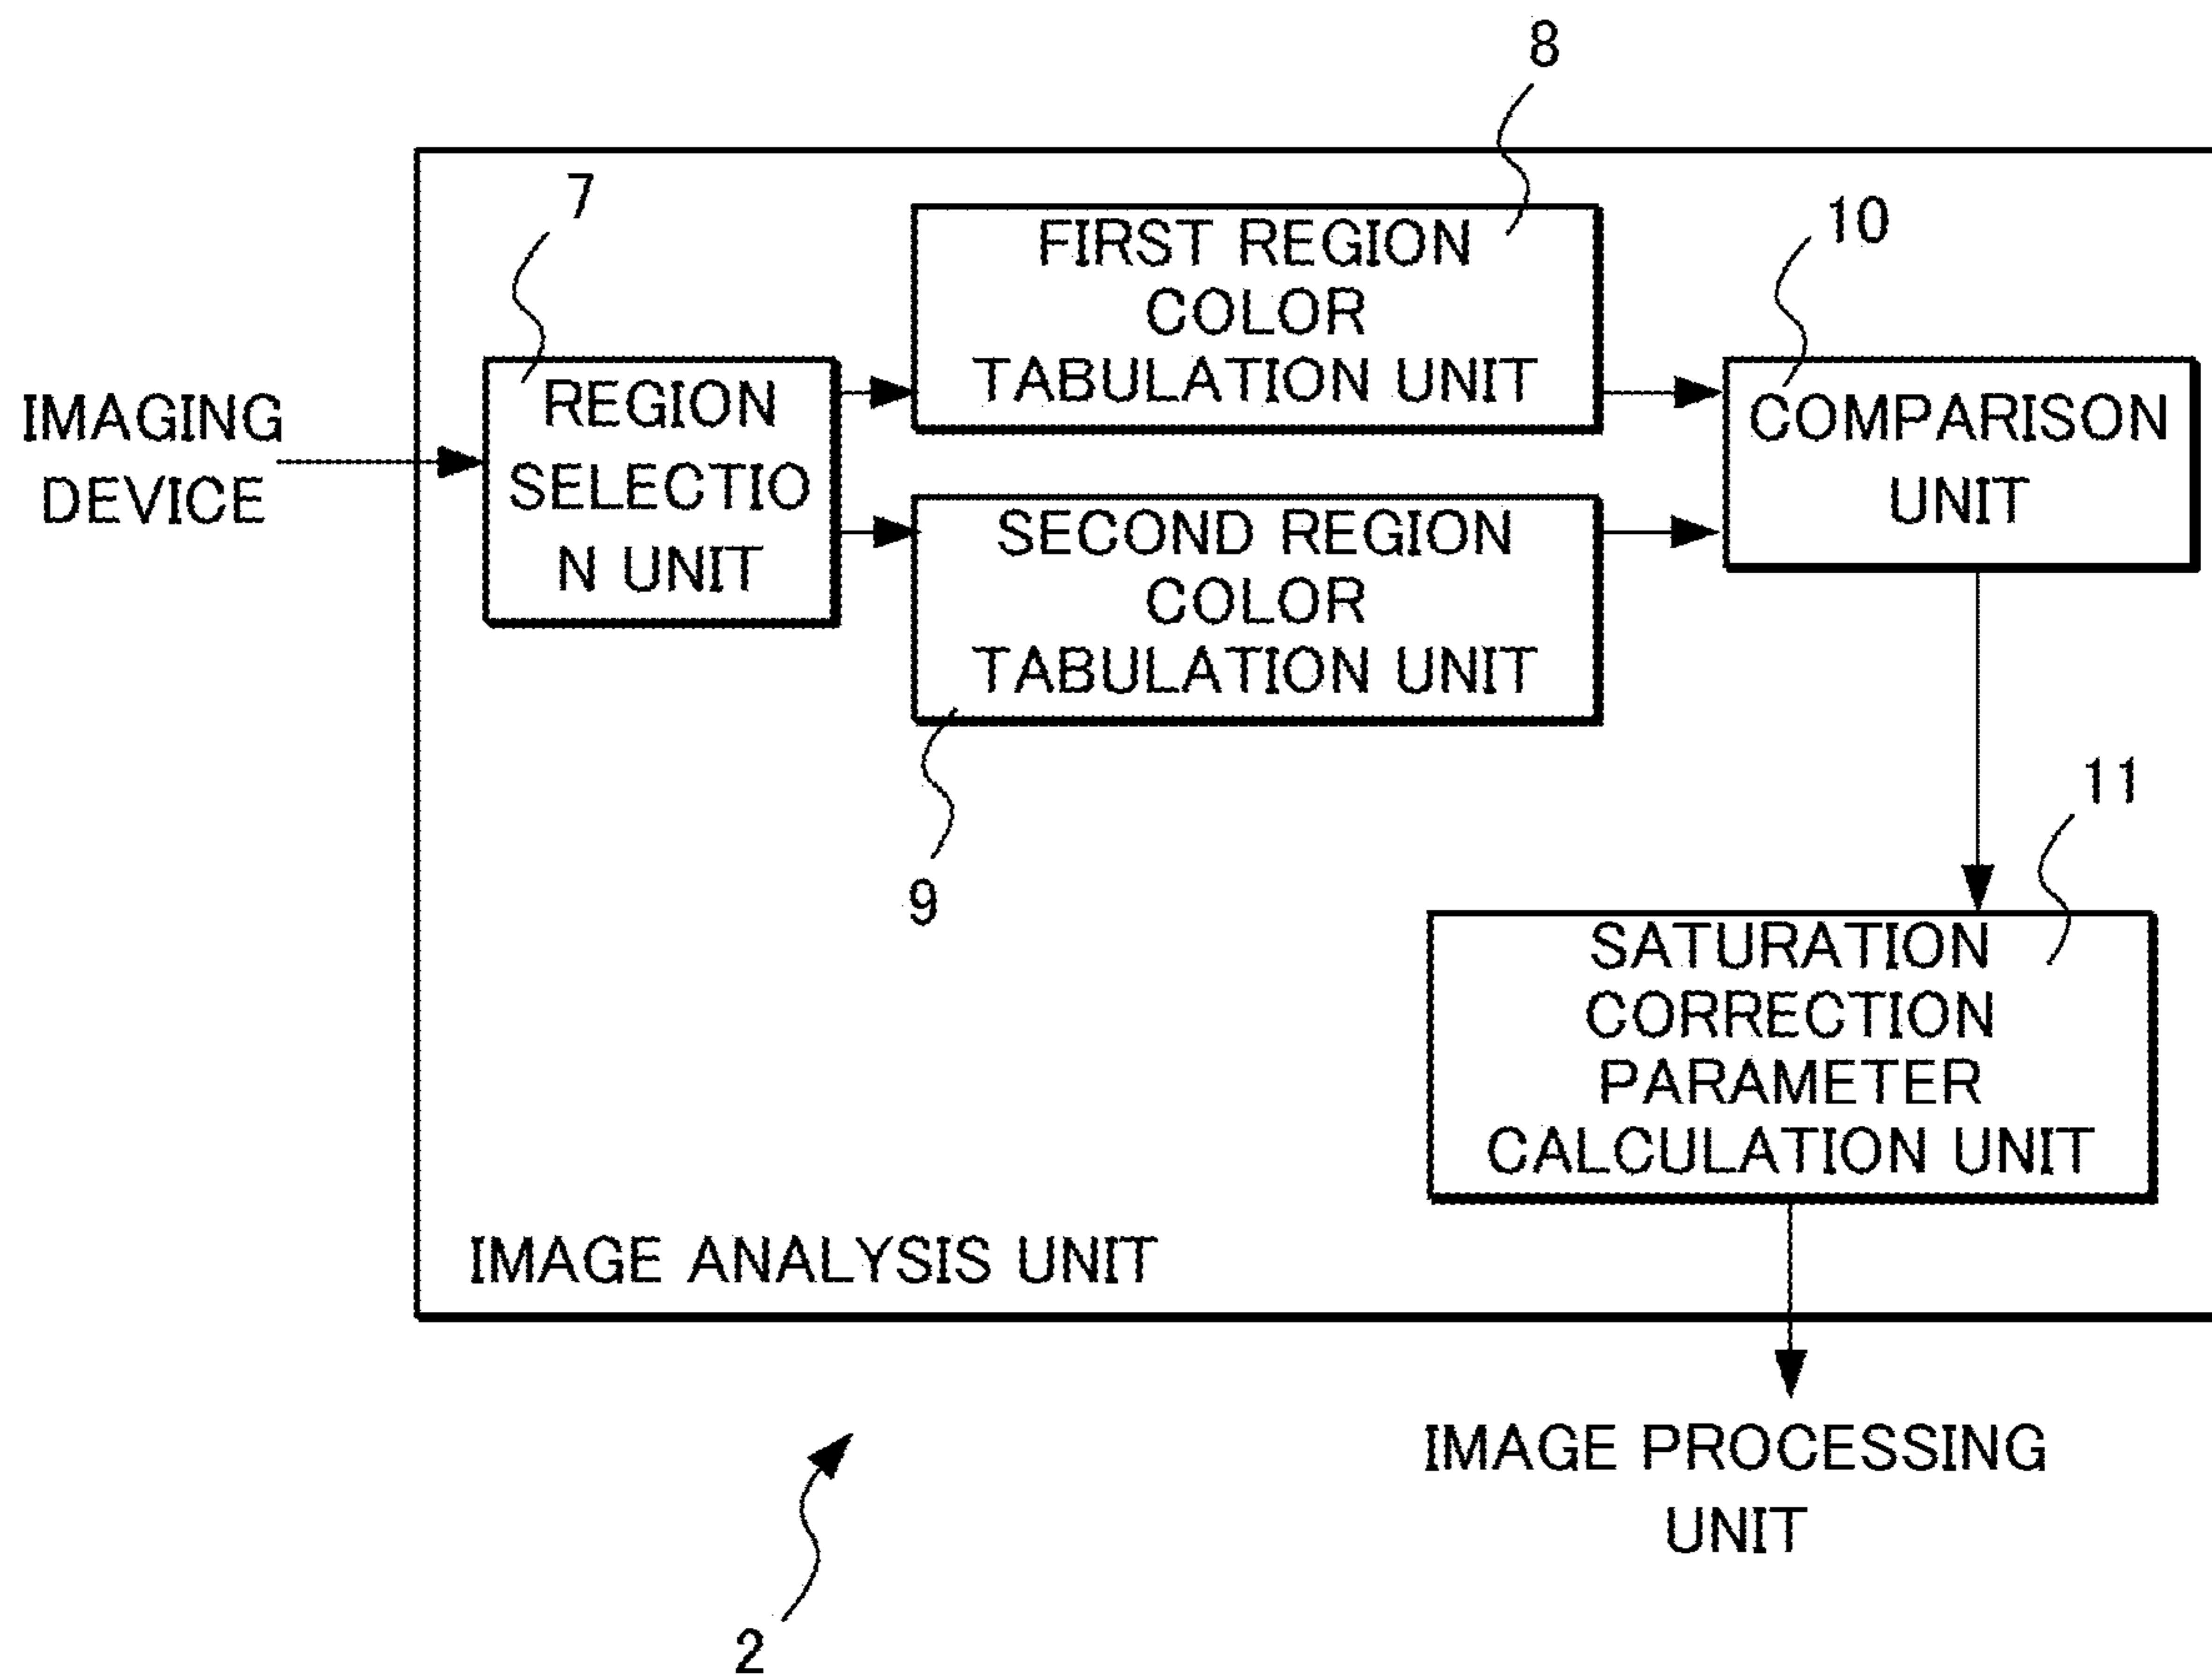 8
7
FIRST REGION
COLOR
TABULATION UNIT
10
IMAGING
DEVICE
REGION
SELECTIO
N UNIT
COMPARISON
UNIT
SECOND REGION
COLOR
TABULATION UNIT
9
11
SATURATION
CORRECTION
PARAMETER
CALCULATION UNIT
IMAGE ANALYSIS UNIT
IMAGE PROCESSING
UNIT
2